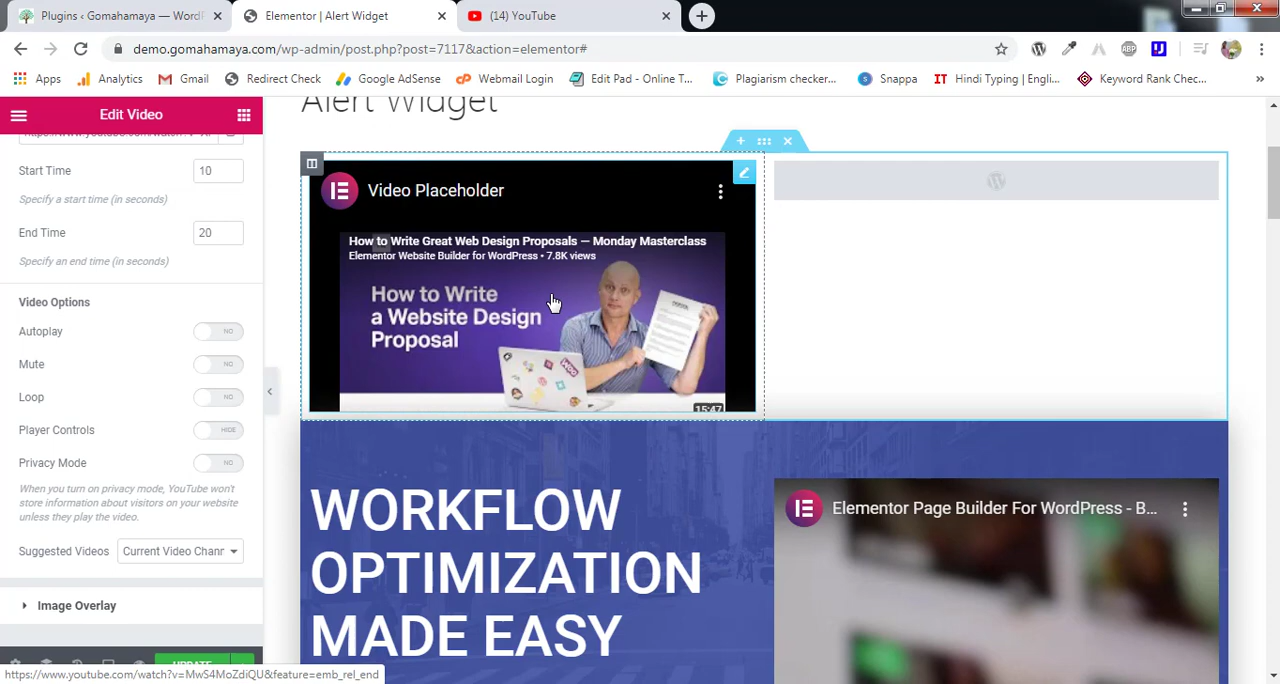 Plugins ‹ Gomahamaya — WordP
Elementor | Alert Widget
(14) YouTube
demo.gomahamaya.com/wp-admin/post.php?post=7117&action=elementor#
ABP
Apps
Analytics
Gmail
Redirect Check
Google AdSense
Webmail Login
Edit Pad - Online T...
Plagiarism checker...
Snappa
IT Hindi Typing | Engli...
Keyword Rank Chec...
»
Edit Video
Start Time
10
Specify a start time (in seconds)
End Time
20
Specify an end time (in seconds)
Video Options
Autoplay
NO
Mute
NO
Loop
NO
Player Controls
HIDE
Privacy Mode
NO
When you turn on privacy mode, YouTube won't
store information about visitors on your website
unless they play the video.
Suggested Videos
Current Video Chann
Image Overlay
UPDATE
Alert Widget
Video Placeholder
How to Write Great Web Design Proposals — Monday Masterclass
Elementor Website Builder for WordPress • 7.8K views
How to Write
a Website Design
Proposal
15:47
WORKFLOW
OPTIMIZATION
MADE EASY
Elementor Page Builder For WordPress - B...
https://www.youtube.com/watch?v=MwS4MoZdiQU&feature=emb_rel_end